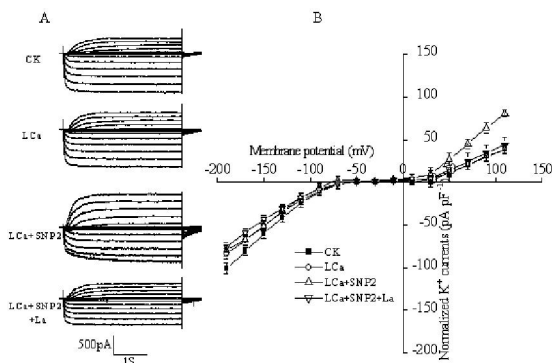 A
B
CK
LCa
LCa+SNP2
LCa+SNP2
+La
500pA
1S
Membrane potential (mV)
-200 -150 -100 -50 0 50 100 150
150
100
50
-50
-100
-150
-200
Normalized K+ currents (pA pF-1
CK
LCa
LCa+SNP2
LCa+SNP2+La